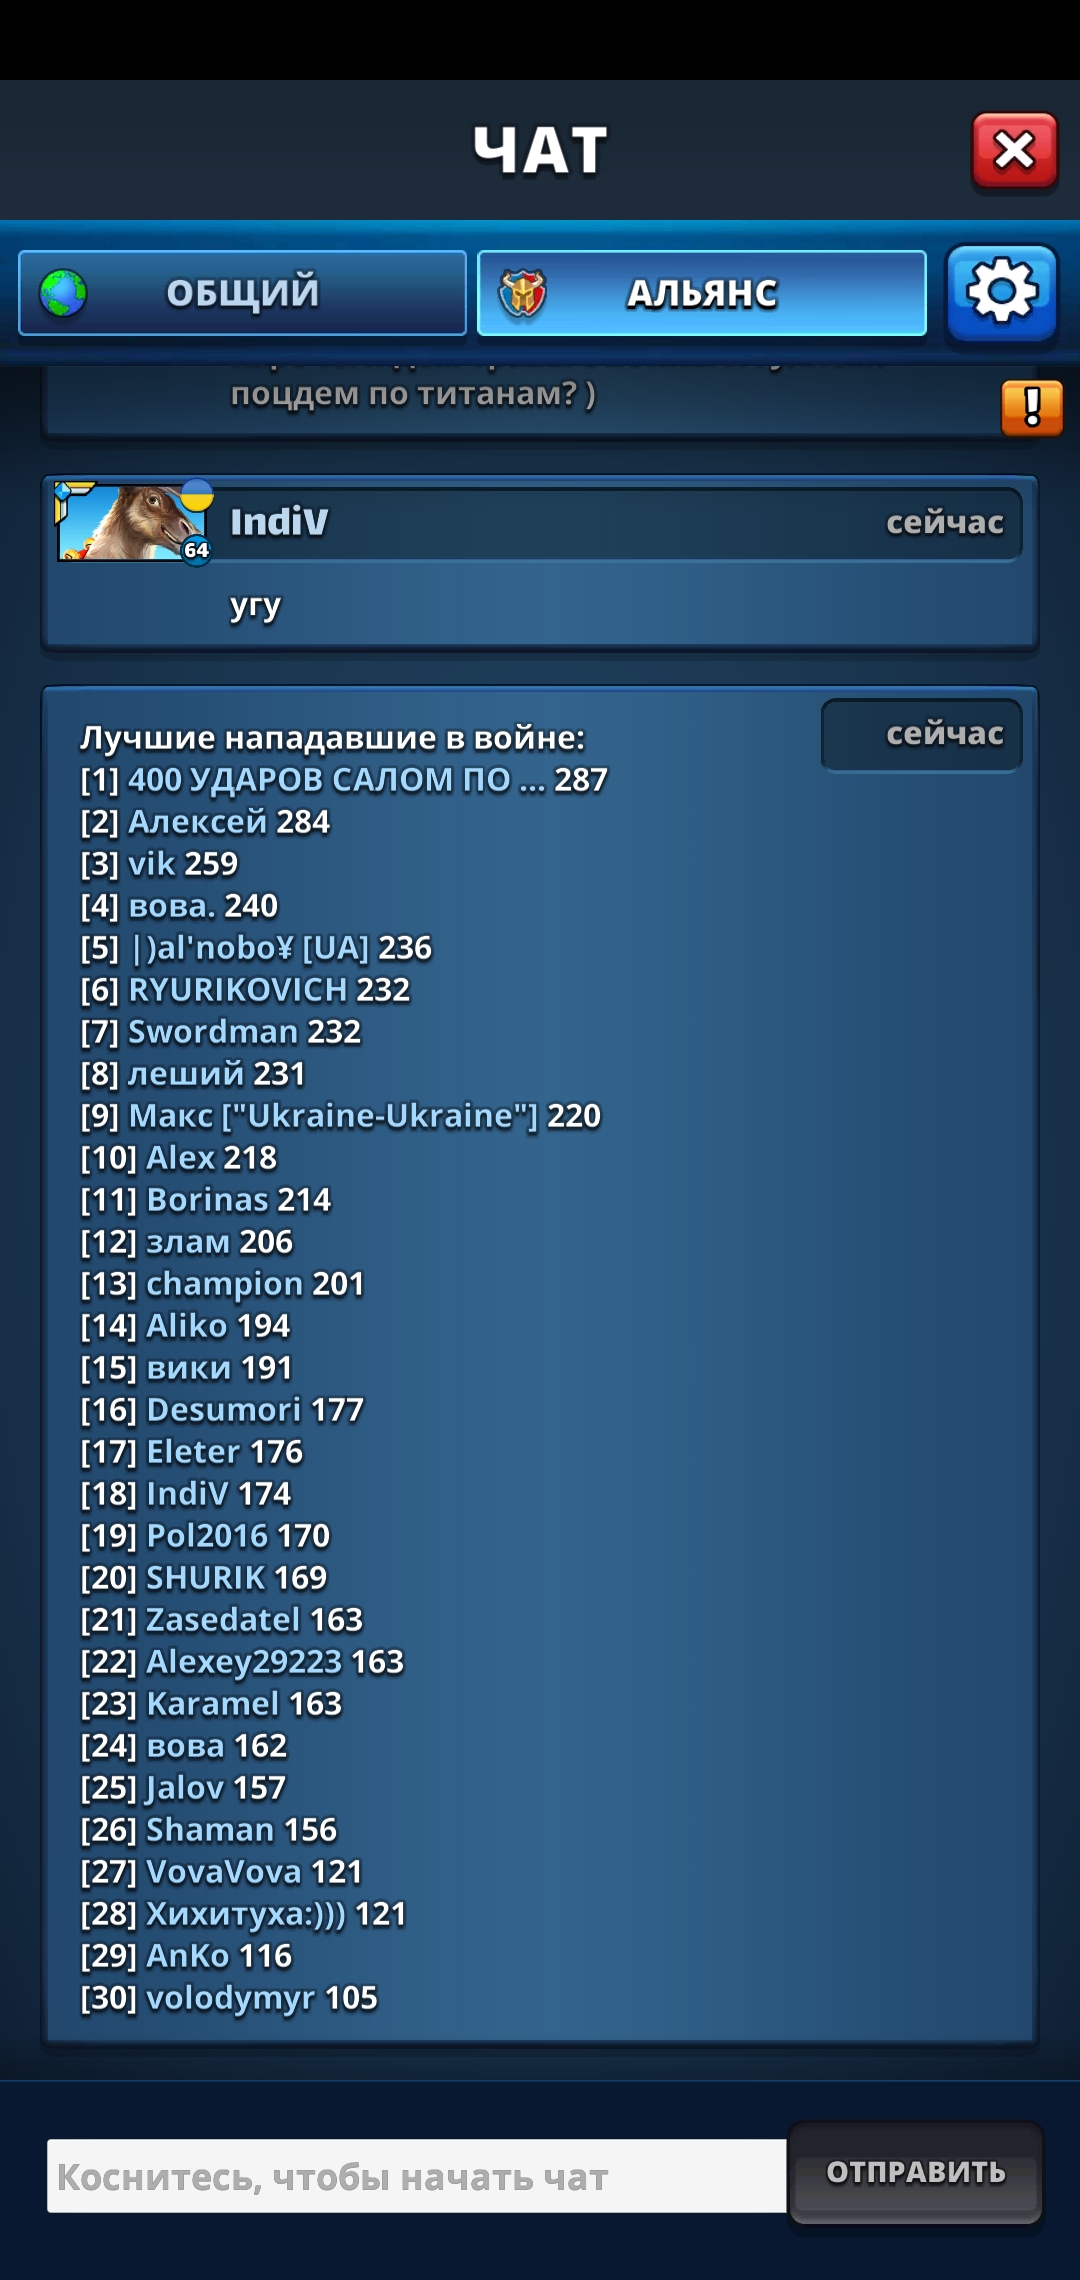 ЧАТ
ОБЩИЙ
АЛЬЯНС
поцдем по титанам? )
IndiV
сейчас
64
угу
сейчас
Лучшие нападавшие в войне:
[1] 400 УДАРОВ САЛОМ ПО ... 287
[2] Алексей 284
[3] vik 259
[4] вова. 240
[5] |)al'nobo¥ [UA] 236
[6] RYURIKOVICH 232
[7] Swordman 232
[8] леший 231
[9] Макс ["Ukraine-Ukraine"] 220
[10] Alex 218
[11] Borinas 214
[12] злам 206
[13] champion 201
[14] Aliko 194
[15] вики 191
[16] Desumori 177
[17] Eleter 176
[18] IndiV 174
[19] Pol2016 170
[20] SHURIK 169
[21] Zasedatel 163
[22] Alexey29223 163
[23] Karamel 163
[24] вова 162
[25] Jalov 157
[26] Shaman 156
[27] VovaVova 121
[28] Хихитуха:))) 121
[29] AnKo 116
[30] volodymyr 105
Коснитесь, чтобы начать чат
ОТПРАВИТЬ